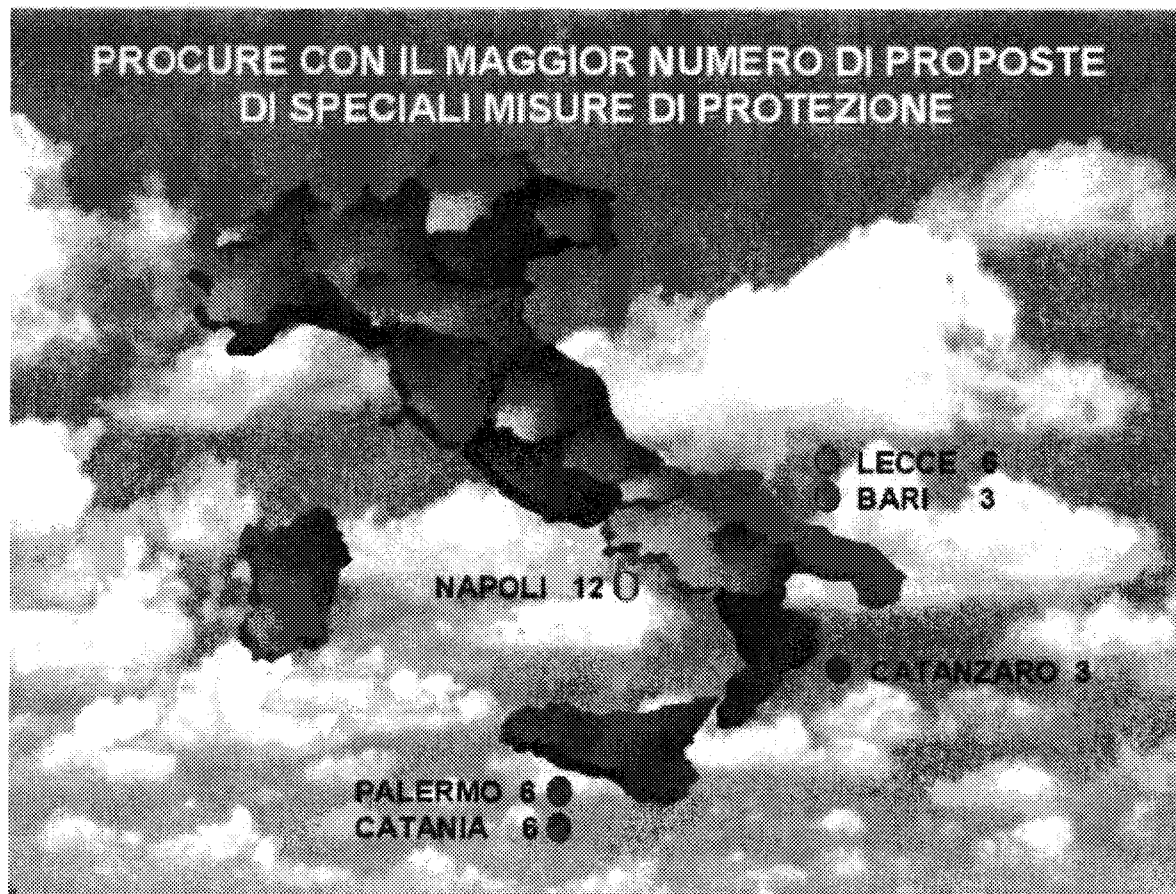 PROCURE CON IL MAGGIOR NUMERO DI PROPOSTE
DI SPECIALI MISURE DI PROTEZIONE
LECCE 6
BARI 3
NAPOLI 12
CATANZARO 3
PALERMO 6
CATANIA 6